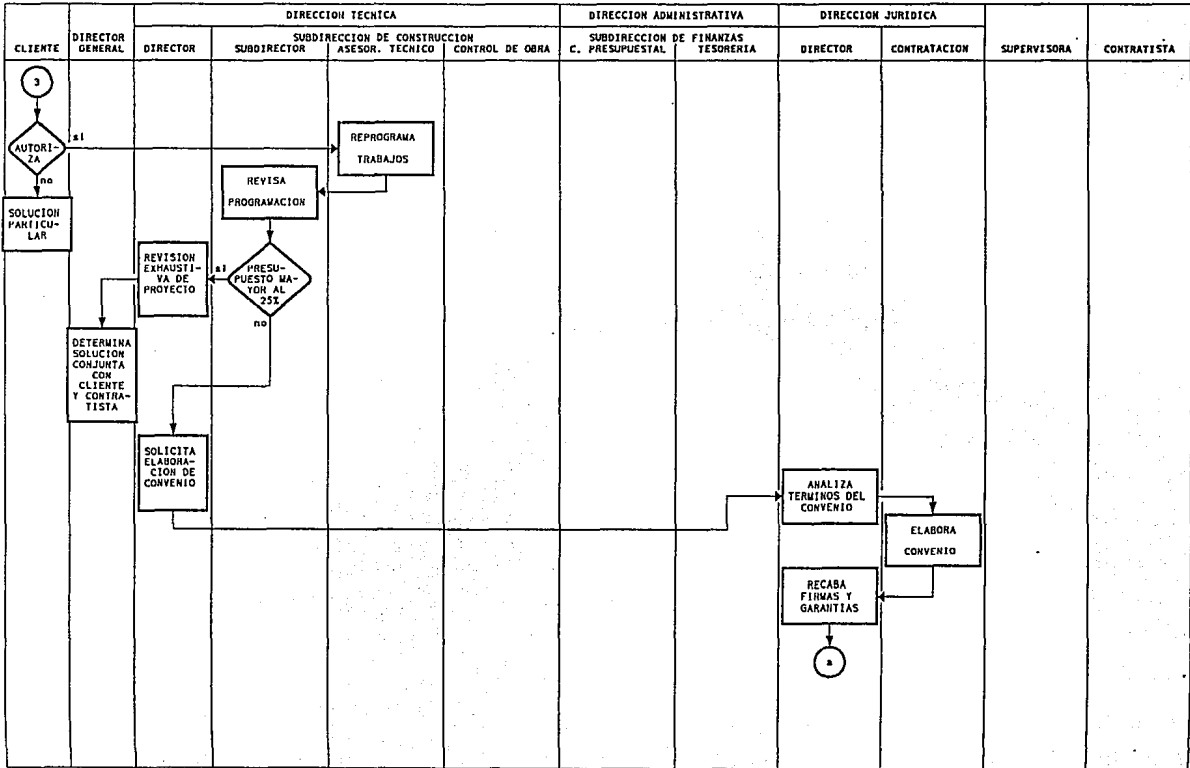 DIRECCION TECNICA
DIRECCION ADMINISTRATIVA
DIRECCION JURIDICA
SUBDIRECCION DE CONSTRUCCION
SUBDIRECCION DE FINANZAS
CLIENTE
DIRECTOR
GENERAL
DIRECTOR
SUBDIRECTOR
ASESOR. TECNICO
CONTROL DE OBRA
C. PRESUPUESTAL
TESORERIA
DIRECTOR
CONTRATACION
SUPERVISORA
CONTRATISTA
3
AUTORI-
ZA
si
no
SOLUCION
PARTICU-
LAR
REPROGRAMA
TRABAJOS
REVISA
PROGRAMACION
PRESU-
PUESTO MA-
YOR AL
25%
si
no
REVISION
EXHAUSTI-
VA DE
PROYECTO
DETERMINA
SOLUCION
CONJUNTA
CON
CLIENTE
Y CONTRA-
TISTA
SOLICITA
ELABORA-
CION DE
CONVENIO
ANALIZA
TERMINOS DEL
CONVENIO
ELABORA
CONVENIO
RECABA
FIRMAS Y
GARANTIAS
a